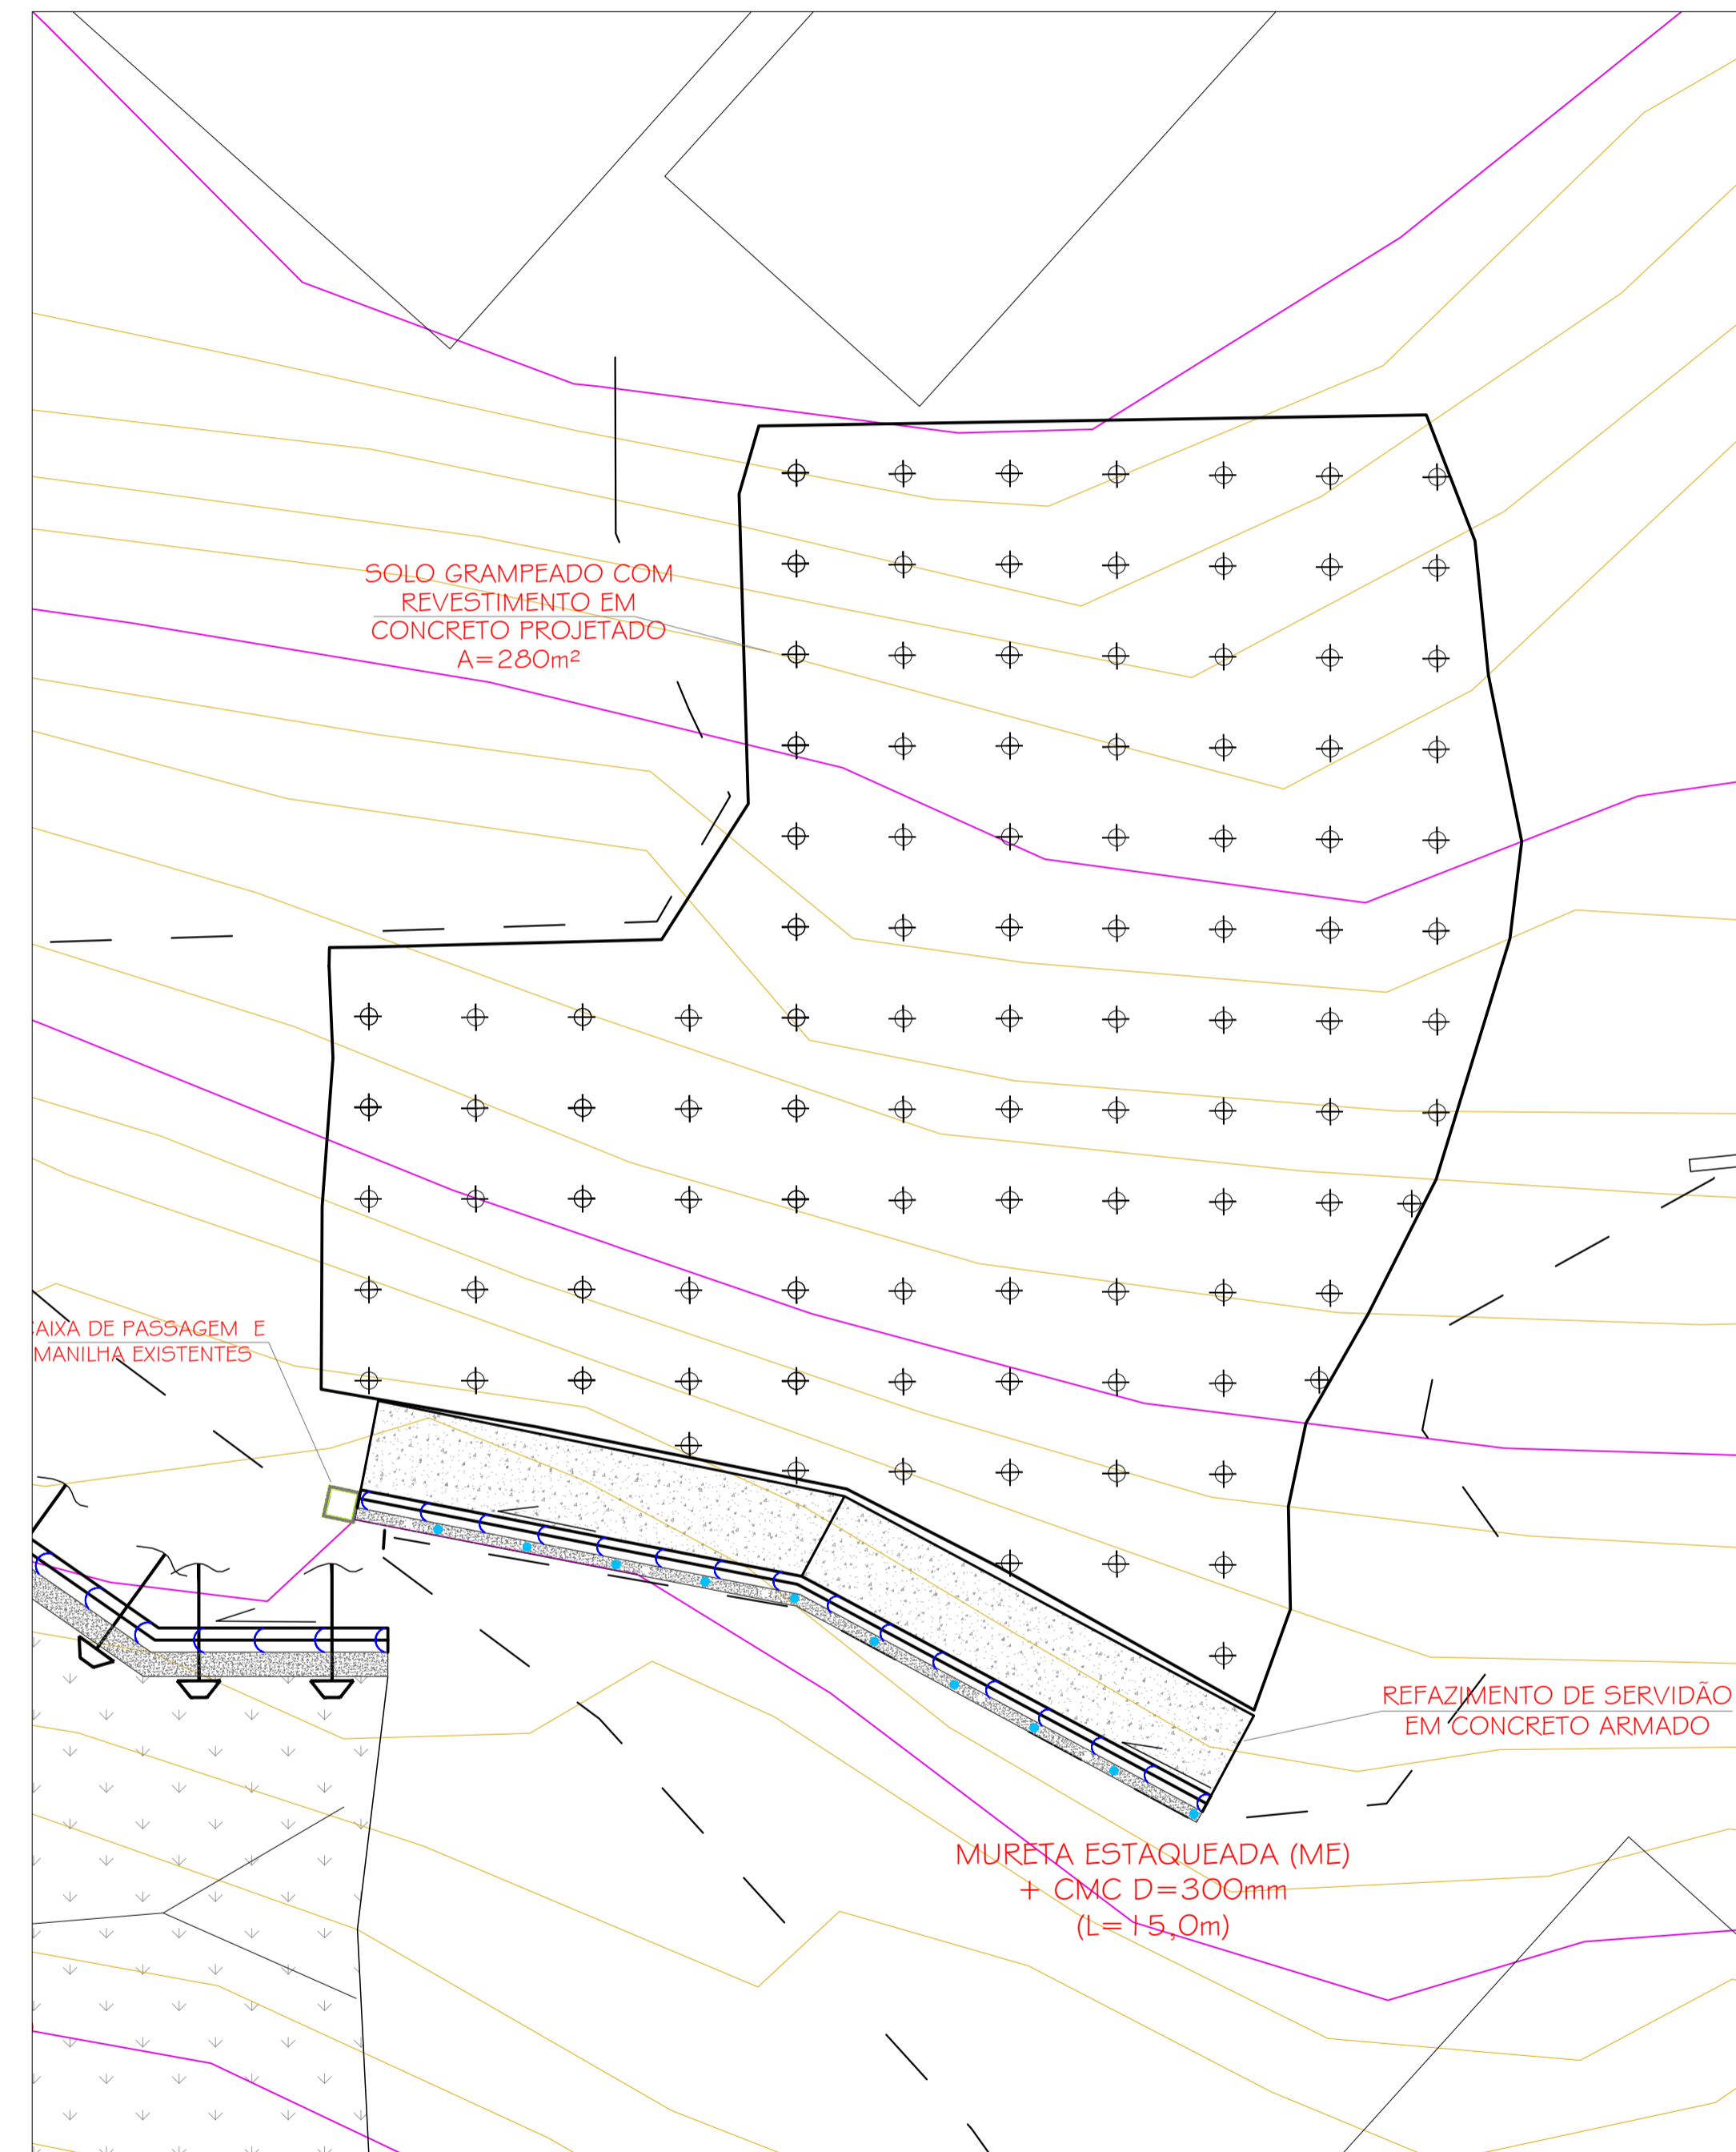 SOLO GRAMPEADO COM
REVESTIMENTO EM
CONCRETO PROJETADO
A=280m²
AIXA DE PASSAGEM E
MANILHA EXISTENTES
REFAZIMENTO DE SERVIDÃO
EM CONCRETO ARMADO
MURETA ESTAQUEADA (ME)
+ CMC D=300mm
(L=15,0m)